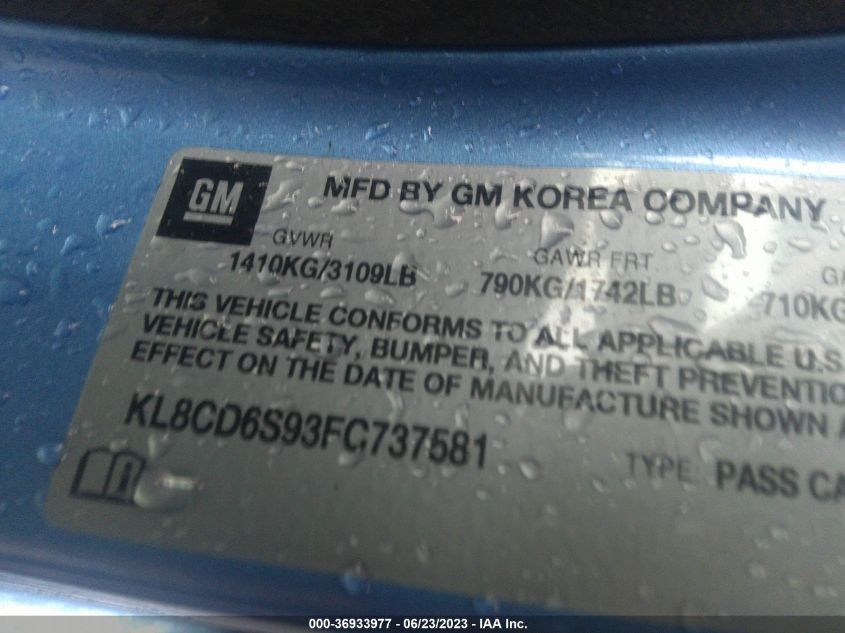 GM
MFD BY GM KOREA COMPANY
GVWR GAWR FRT
1410KG/3109LB 790KG/1742LB 710KG
THIS VEHICLE CONFORMS TO ALL APPLICABLE U.S.
VEHICLE SAFETY, BUMPER, AND THEFT PREVENTIO
EFFECT ON THE DATE OF MANUFACTURE SHOWN A
KL8CD6S93FC737581
TYPE PASS CA
000-36933977 - 06/23/2023 - IAA Inc.